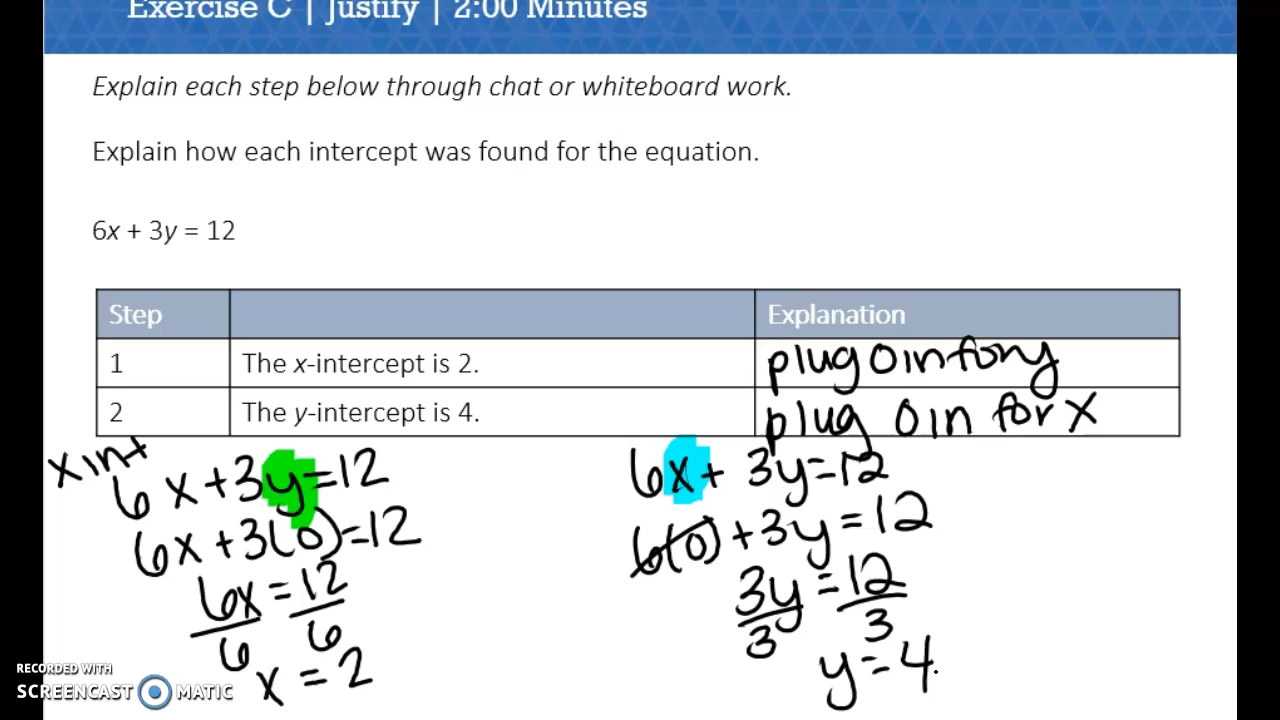 Exercise C | Justify | 2:00 Minutes
Explain each step below through chat or whiteboard work.
Explain how each intercept was found for the equation.
6x + 3y = 12
Step Explanation
1 The x-intercept is 2. plug 0 in for y
2 The y-intercept is 4. plug 0 in for x
x int
6x+3y=12
6x+3(0)=12
6x=12
6 6
x=2
6x+3y=12
6(0)+3y=12
3y=12
3 3
y=4
RECORDED WITH
SCREENCAST MATIC